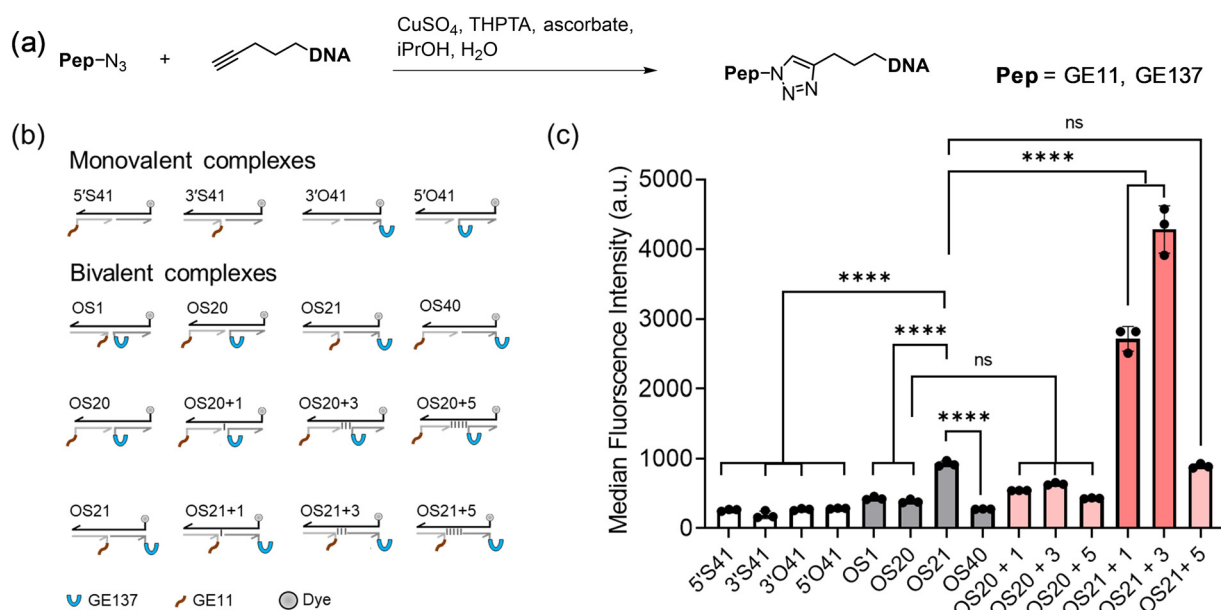 (a)
Pep–N₃ + DNA
CuSO₄, THPTA, ascorbate,
iPrOH, H₂O
Pep–N
N
N
DNA
Pep = GE11, GE137
(b)
Monovalent complexes
5'S41 3'S41 3'O41 5'O41
Bivalent complexes
OS1 OS20 OS21 OS40
OS20 OS20+1 OS20+3 OS20+5
OS21 OS21+1 OS21+3 OS21+5
GE137 GE11 Dye
(c)
Median Fluorescence Intensity (a.u.)
5000
4000
3000
2000
1000
0
ns
****
****
****
ns
****
5'S41
3'S41
3'O41
5'O41
OS1
OS20
OS21
OS40
OS20 + 1
OS20 + 3
OS20 + 5
OS21 + 1
OS21 + 3
OS21+ 5